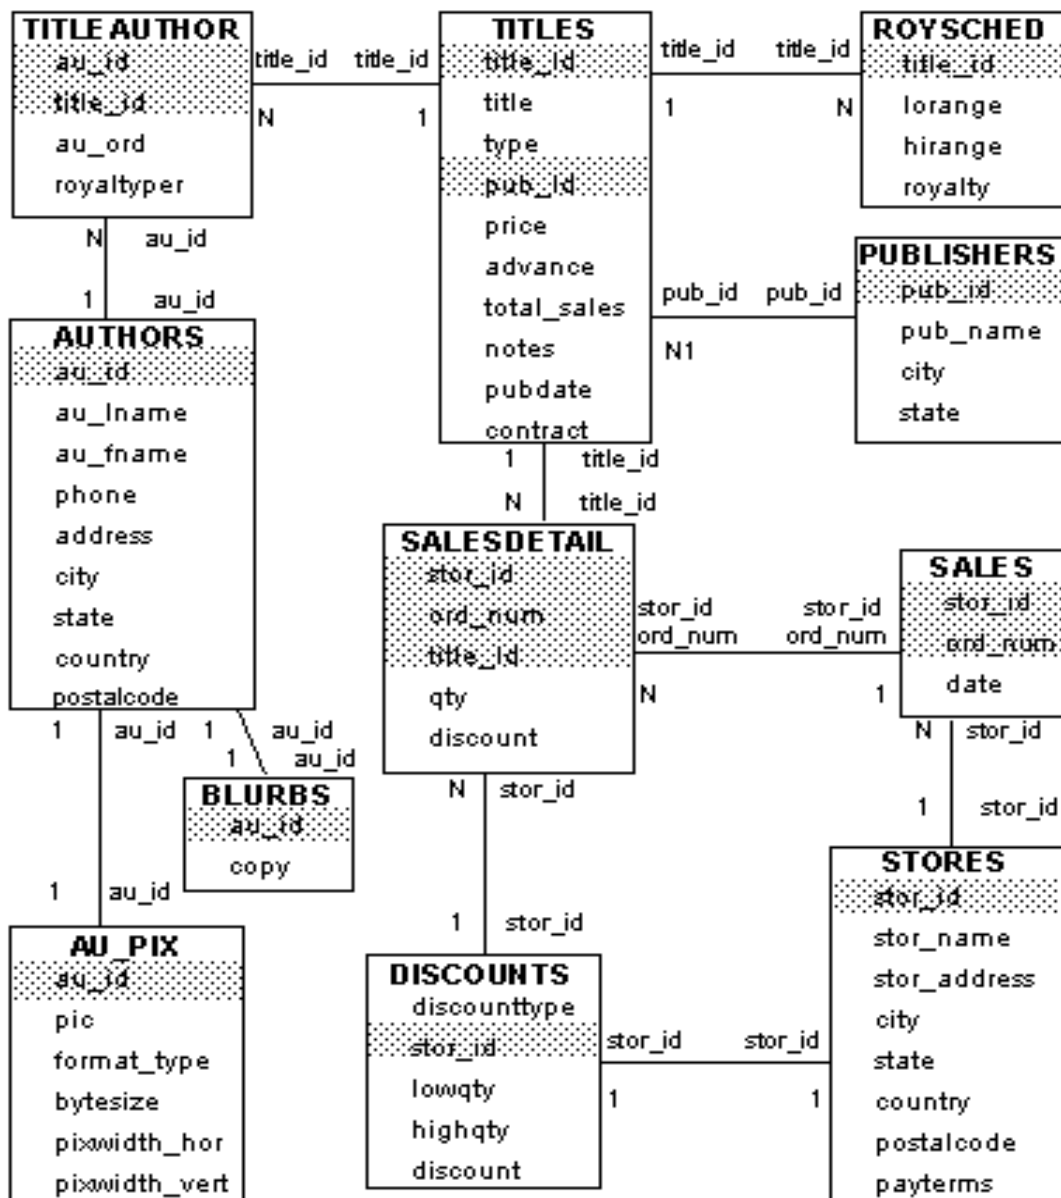 TITLEAUTHOR
au_id
title_id
au_ord
royaltyper
title_id title_id
N 1
TITLES
title_id
title
type
pub_id
price
advance
total_sales
notes
pubdate
contract
title_id title_id
1 N
ROYSCHED
title_id
lorange
hirange
royalty
N au_id
1 au_id
pub_id pub_id
N1
PUBLISHERS
pub_id
pub_name
city
state
AUTHORS
au_id
au_lname
au_fname
phone
address
city
state
country
postalcode
1 title_id
N title_id
SALESDETAIL
stor_id
ord_num
title_id
qty
discount
stor_id stor_id
ord_num ord_num
N 1
SALES
stor_id
ord_num
date
1 au_id
1 au_id
1 au_id
BLURBS
au_id
copy
1 au_id
AU_PIX
au_id
pic
format_type
bytesize
pixwidth_hor
pixwidth_vert
N stor_id
1 stor_id
DISCOUNTS
discounttype
stor_id
lowqty
highqty
discount
stor_id stor_id
1 1
N stor_id
1 stor_id
STORES
stor_id
stor_name
stor_address
city
state
country
postalcode
payterms